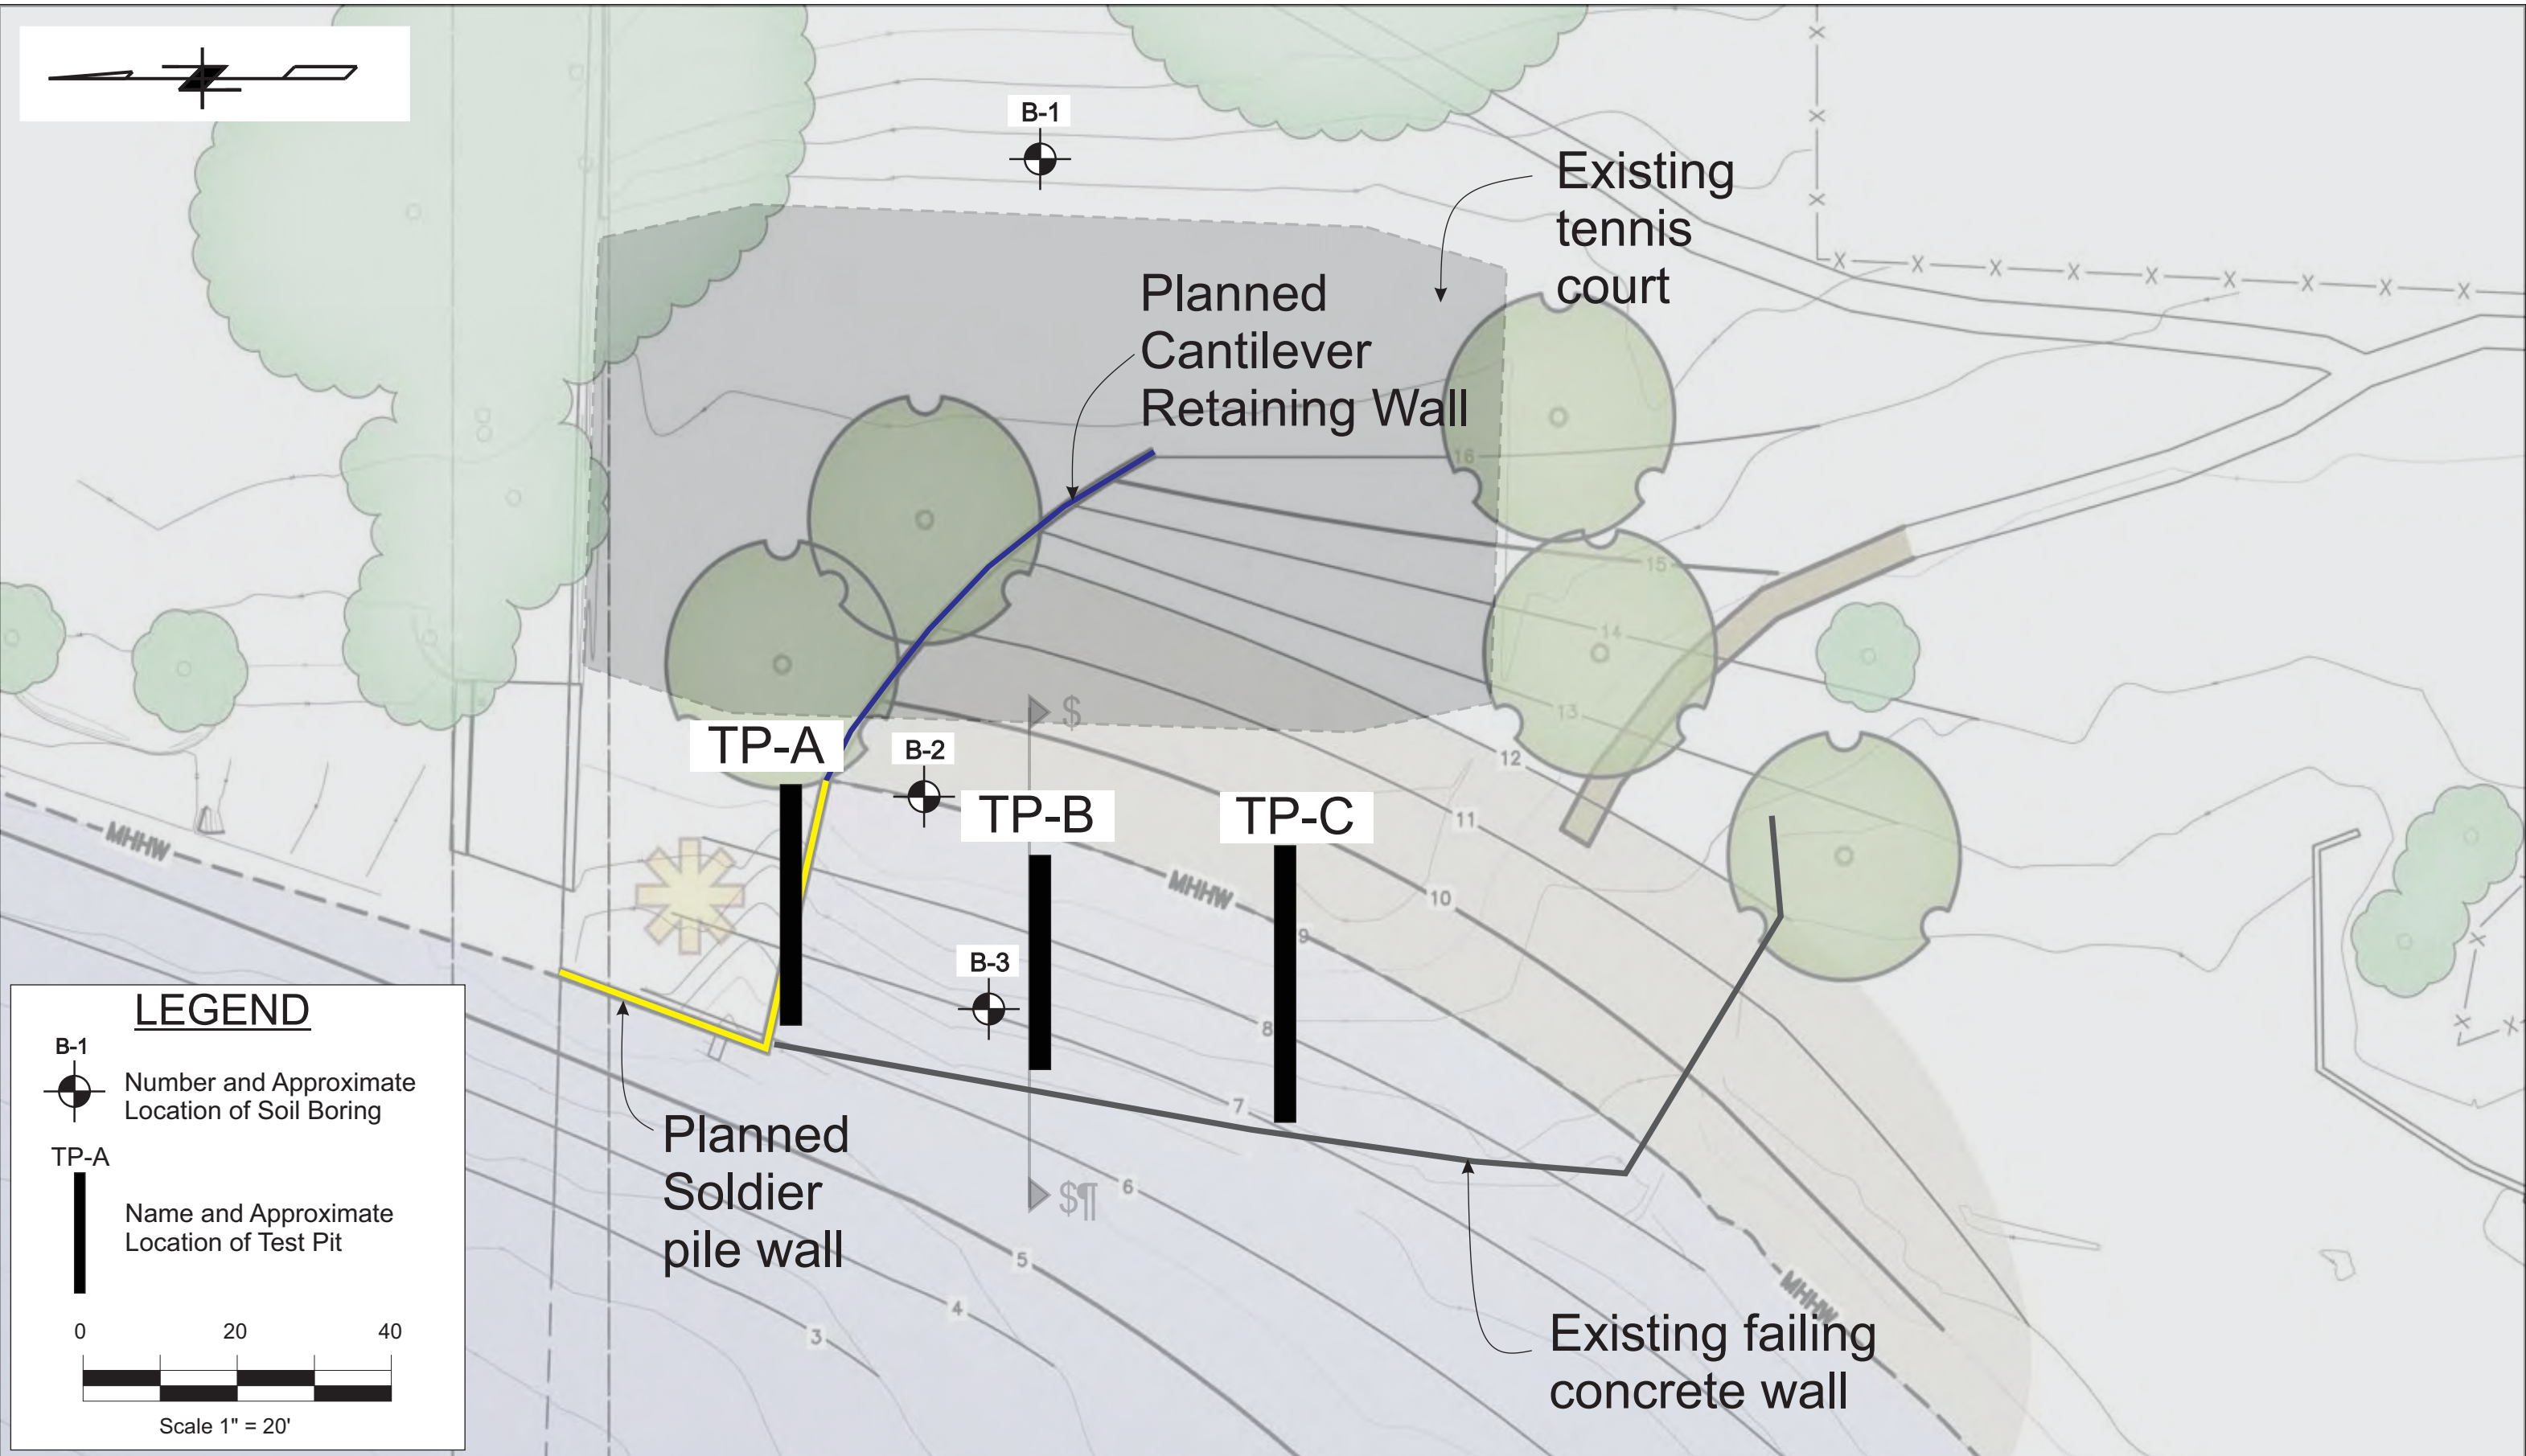 B-1
Existing
tennis
court
Planned
Cantilever
Retaining Wall
16
15
14
13
12
11
10
9
8
7
6
5
4
3
$
TP-A
B-2
TP-B
TP-C
MHHW
MHHW
B-3
$¶
MHHW
Planned
Soldier
pile wall
Existing failing
concrete wall
LEGEND
B-1
Number and Approximate
Location of Soil Boring
TP-A
Name and Approximate
Location of Test Pit
0 20 40
Scale 1" = 20'